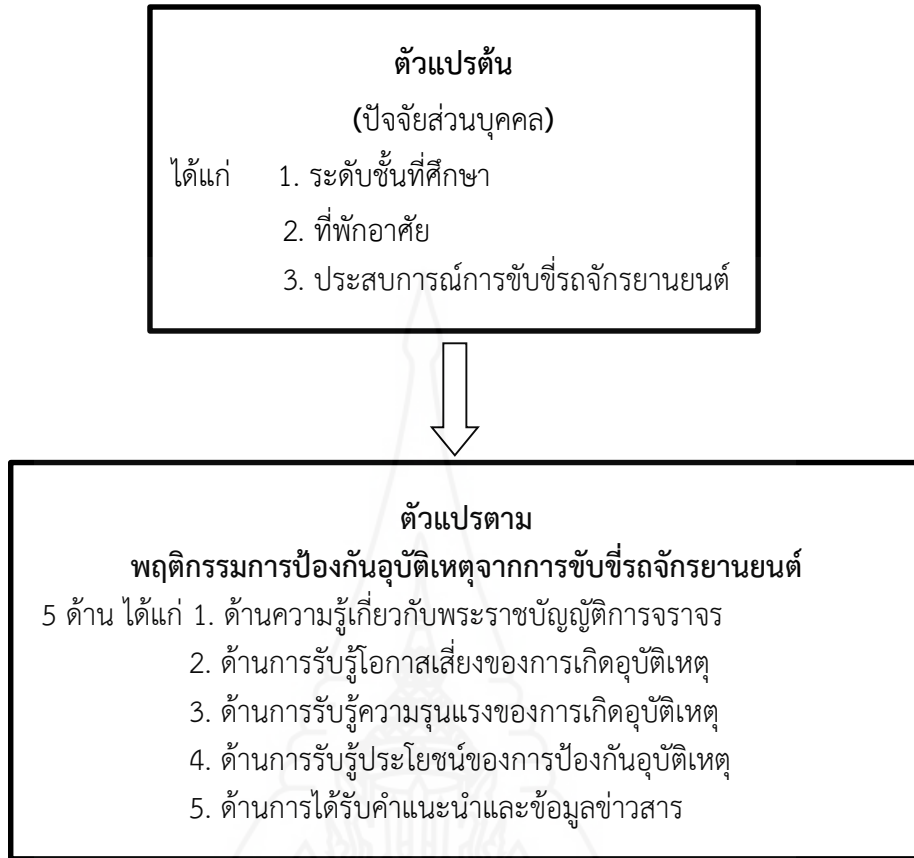 ตัวแปรต้น
(ปัจจัยส่วนบุคคล)
ได้แก่ 1. ระดับชั้นที่ศึกษา
2. ที่พักอาศัย
3. ประสบการณ์การขับขี่รถจักรยานยนต์
ตัวแปรตาม
พฤติกรรมการป้องกันอุบัติเหตุจากการขับขี่รถจักรยานยนต์
5 ด้าน ได้แก่ 1. ด้านความรู้เกี่ยวกับพระราชบัญญัติการจราจร
2. ด้านการรับรู้โอกาสเสี่ยงของการเกิดอุบัติเหตุ
3. ด้านการรับรู้ความรุนแรงของการเกิดอุบัติเหตุ
4. ด้านการรับรู้ประโยชน์ของการป้องกันอุบัติเหตุ
5. ด้านการได้รับคำแนะนำและข้อมูลข่าวสาร